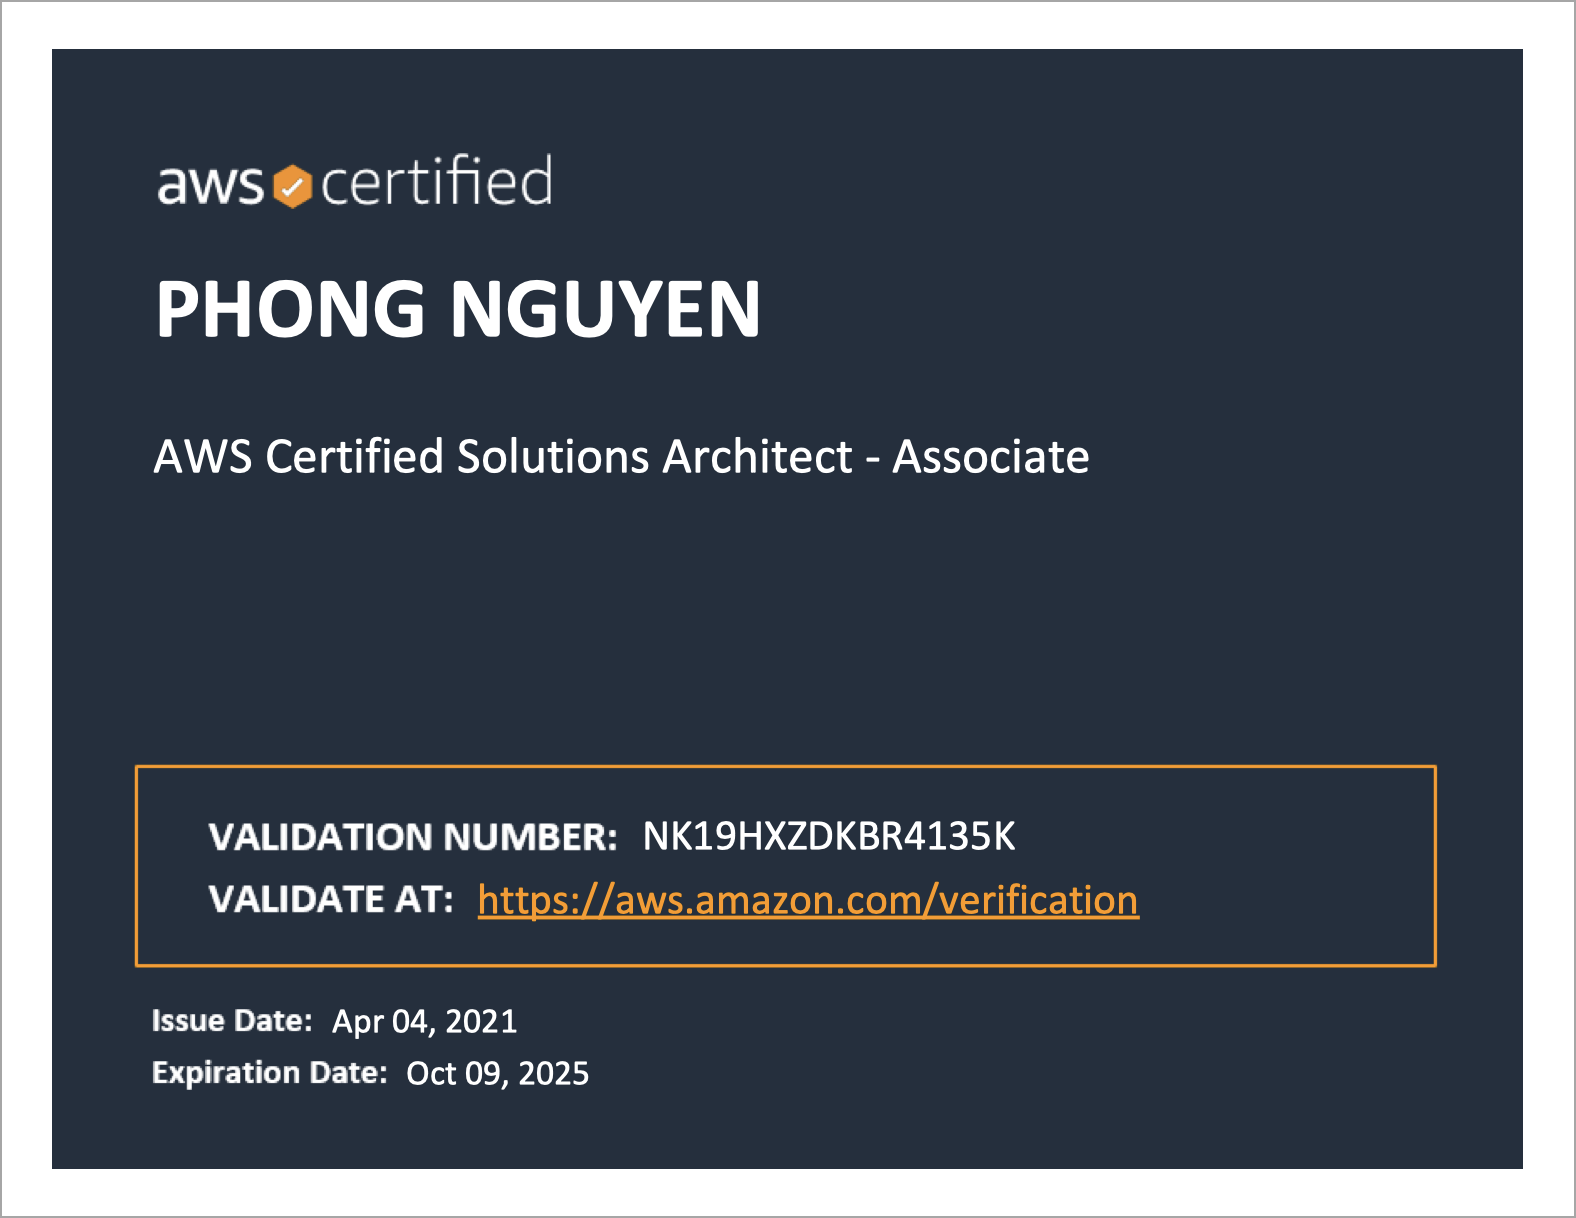 aws certified
PHONG NGUYEN
AWS Certified Solutions Architect - Associate
VALIDATION NUMBER: NK19HXZDKBR4135K
VALIDATE AT: https://aws.amazon.com/verification
Issue Date: Apr 04, 2021
Expiration Date: Oct 09, 2025